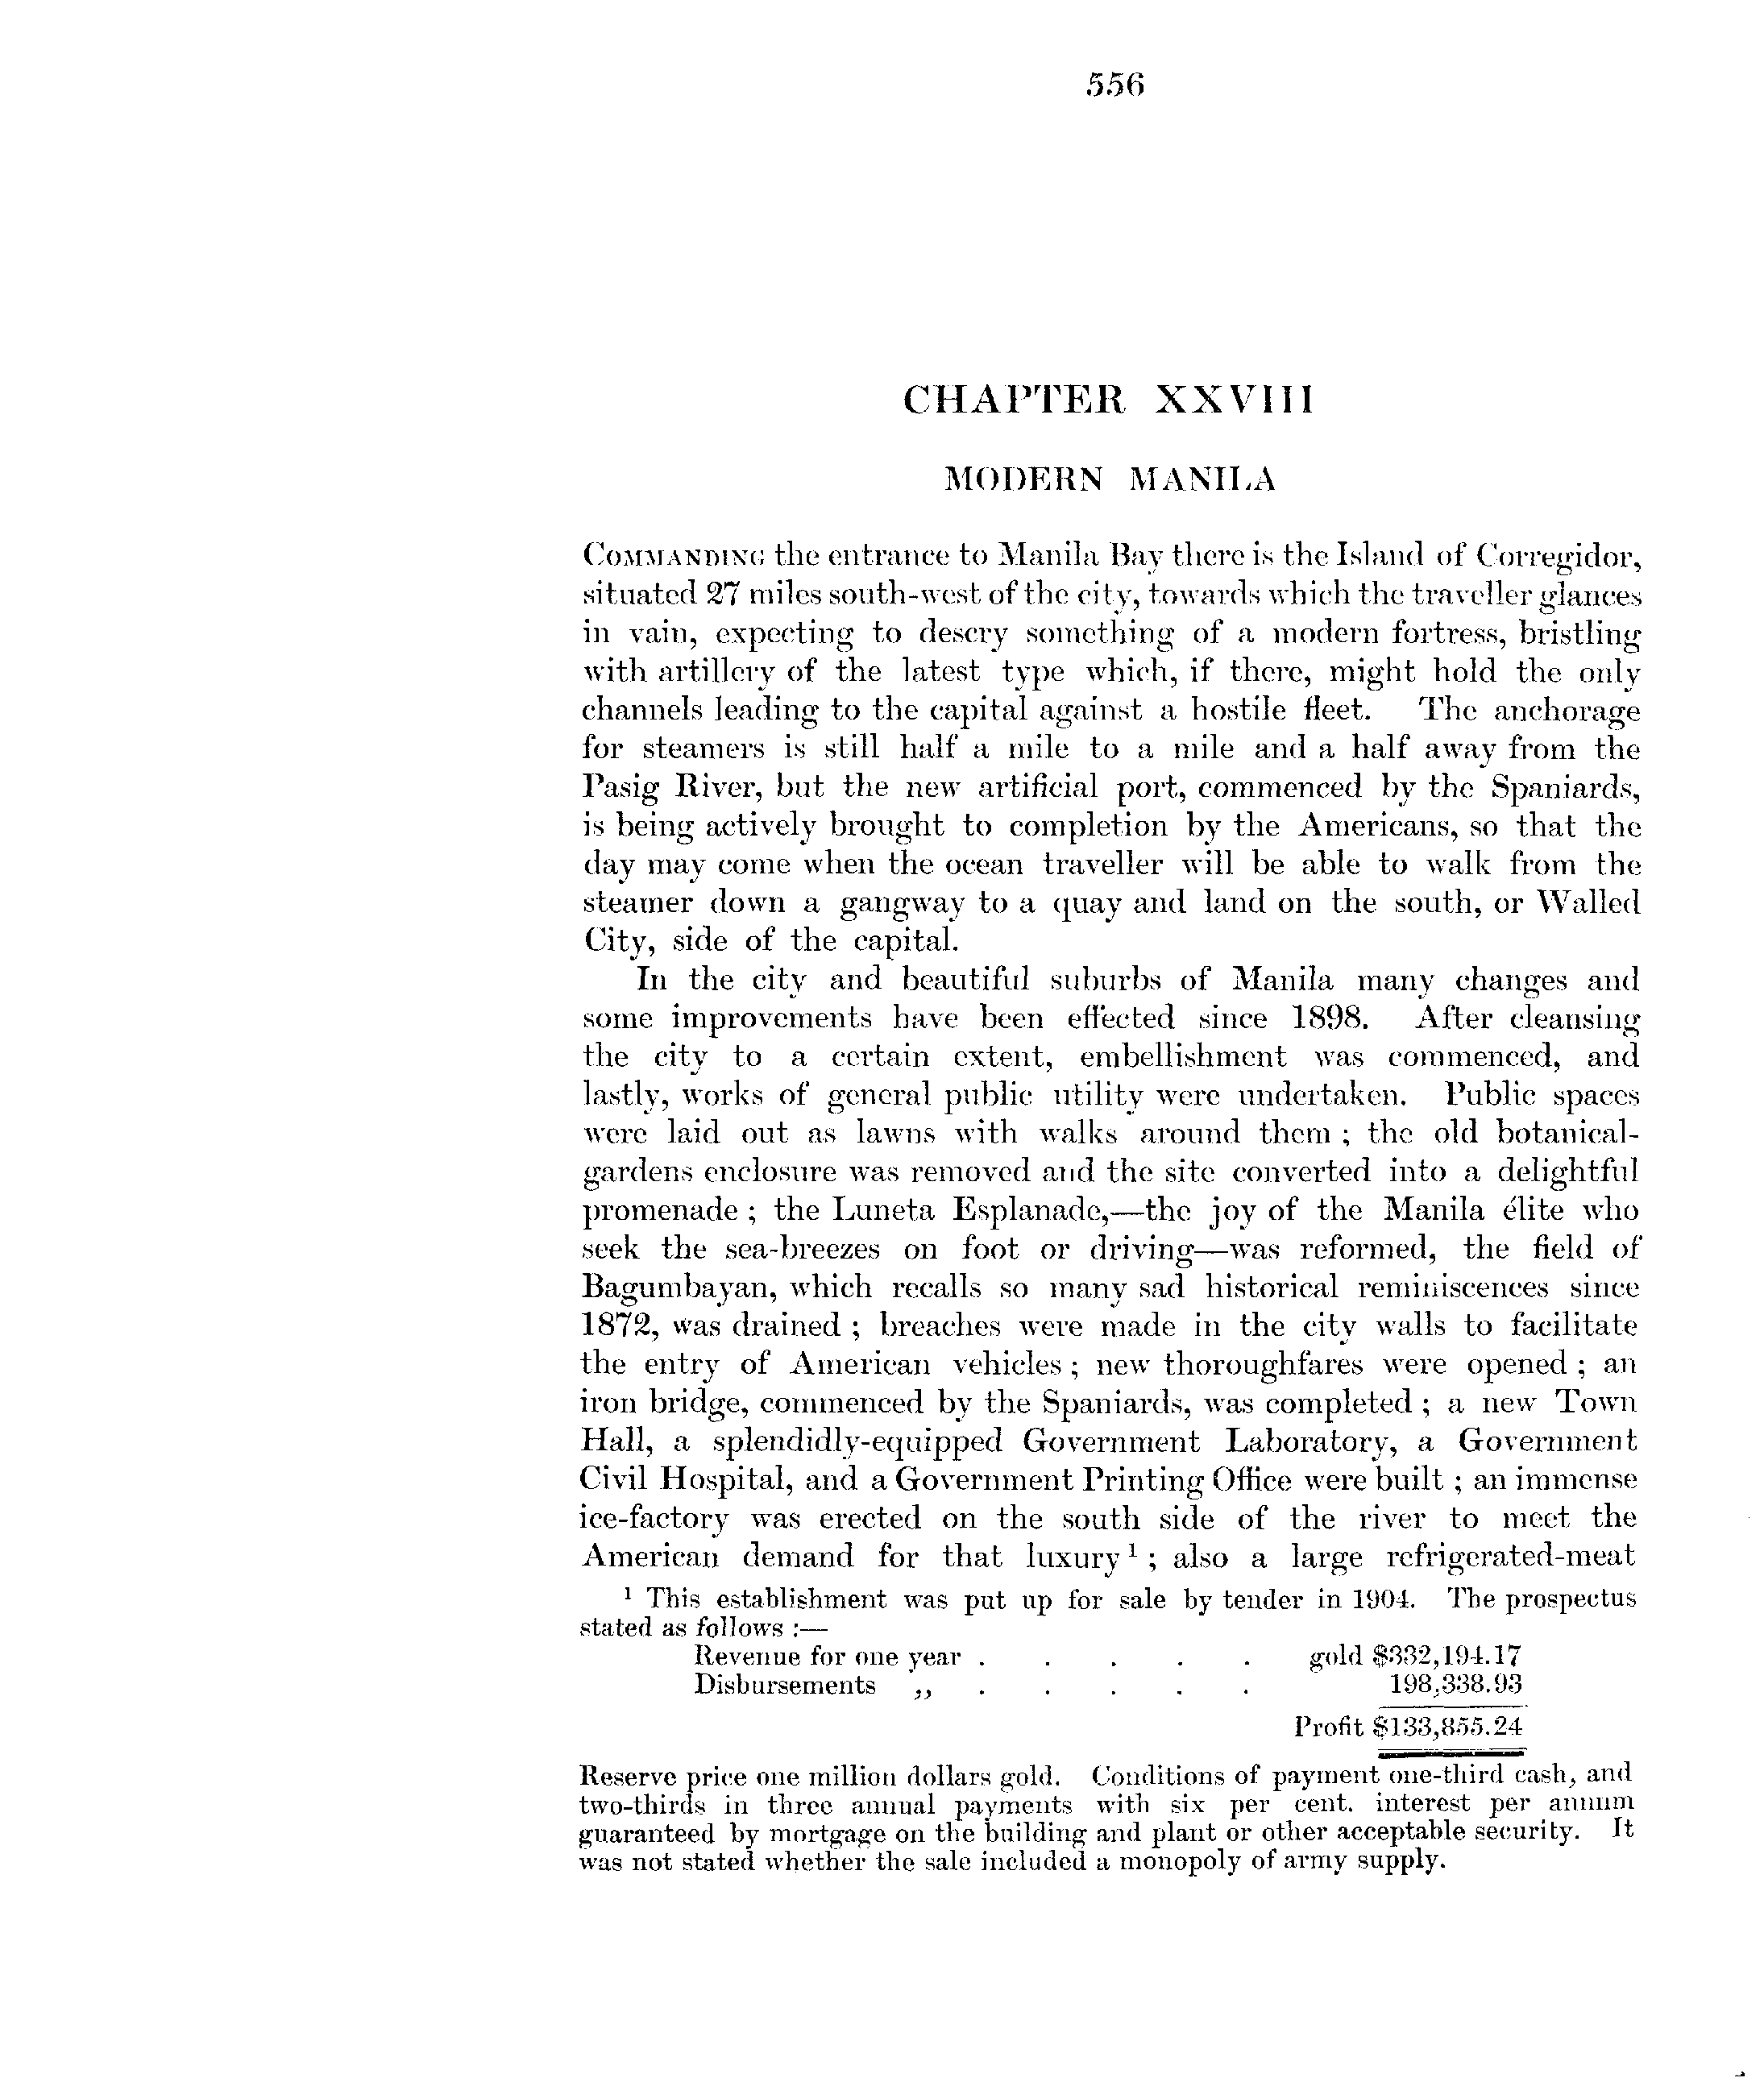 556
CHAPTER XXVIII
MODERN MANILA
COMMANDING the entrance to Manila Bay there is the Island of Corregidor,
situated 27 miles south-west of the city, towards which the traveller glances
in vain, expecting to descry something of a modern fortress, bristling
with artillery of the latest type which, if there, might hold the only
channels leading to the capital against a hostile fleet. The anchorage
for steamers is still half a mile to a mile and a half away from the
Pasig River, but the new artificial port, commenced by the Spaniards,
is being actively brought to completion by the Americans, so that the
day may come when the ocean traveller will be able to walk from the
steamer down a gangway to a quay and land on the south, or Walled
City, side of the capital.
In the city and beautiful suburbs of Manila many changes and
some improvements have been effected since 1898. After cleansing
the city to a certain extent, embellishment was commenced, and
lastly, works of general public utility were undertaken. Public spaces
were laid out as lawns with walks around them ; the old botanical-
gardens enclosure was removed and the site converted into a delightful
promenade ; the Luneta Esplanade,—the joy of the Manila élite who
seek the sea-breezes on foot or driving—was reformed, the field of
Bagumbayan, which recalls so many sad historical reminiscences since
1872, was drained ; breaches were made in the city walls to facilitate
the entry of American vehicles ; new thoroughfares were opened ; an
iron bridge, commenced by the Spaniards, was completed ; a new Town
Hall, a splendidly-equipped Government Laboratory, a Government
Civil Hospital, and a Government Printing Office were built ; an immense
ice-factory was erected on the south side of the river to meet the
American demand for that luxury ¹ ; also a large refrigerated-meat
¹ This establishment was put up for sale by tender in 1904. The prospectus
stated as follows :—
Revenue for one year . . . . . gold $332,194.17
Disbursements ,, . . . . . 198,338.93
Profit $133,855.24
Reserve price one million dollars gold. Conditions of payment one-third cash, and
two-thirds in three annual payments with six per cent. interest per annum
guaranteed by mortgage on the building and plant or other acceptable security. It
was not stated whether the sale included a monopoly of army supply.